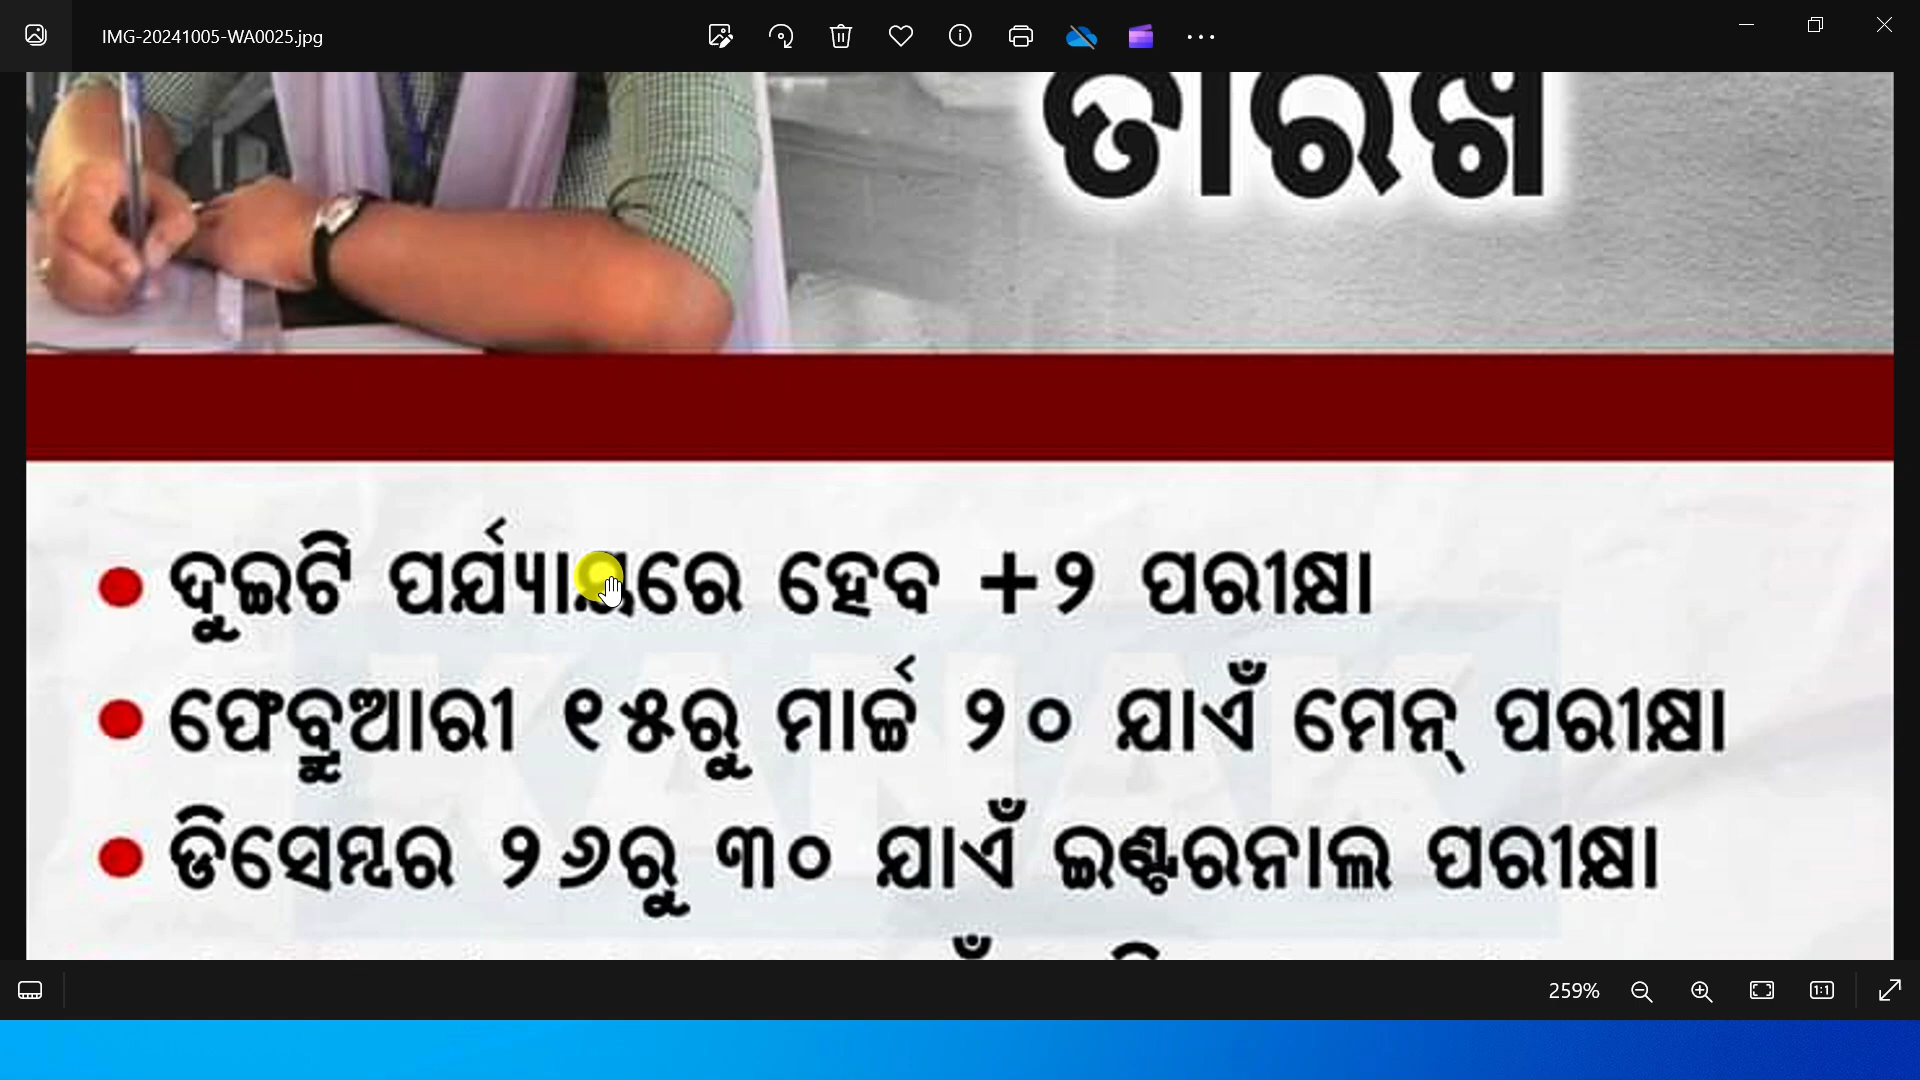 IMG-20241005-WA0025.jpg
ତାରିଖ
ଦୁଇଟି ପର୍ଯ୍ୟାୟରେ ହେବ +୨ ପରୀକ୍ଷା
ଫେବ୍ରୁଆରୀ ୧୫ରୁ ମାର୍ଚ୍ଚ ୨୦ ଯାଏଁ ମେନ୍ ପରୀକ୍ଷା
ଡିସେମ୍ବର ୨୬ରୁ ୩୦ ଯାଏଁ ଇଣ୍ଟରନାଲ ପରୀକ୍ଷା
KANAK
259%